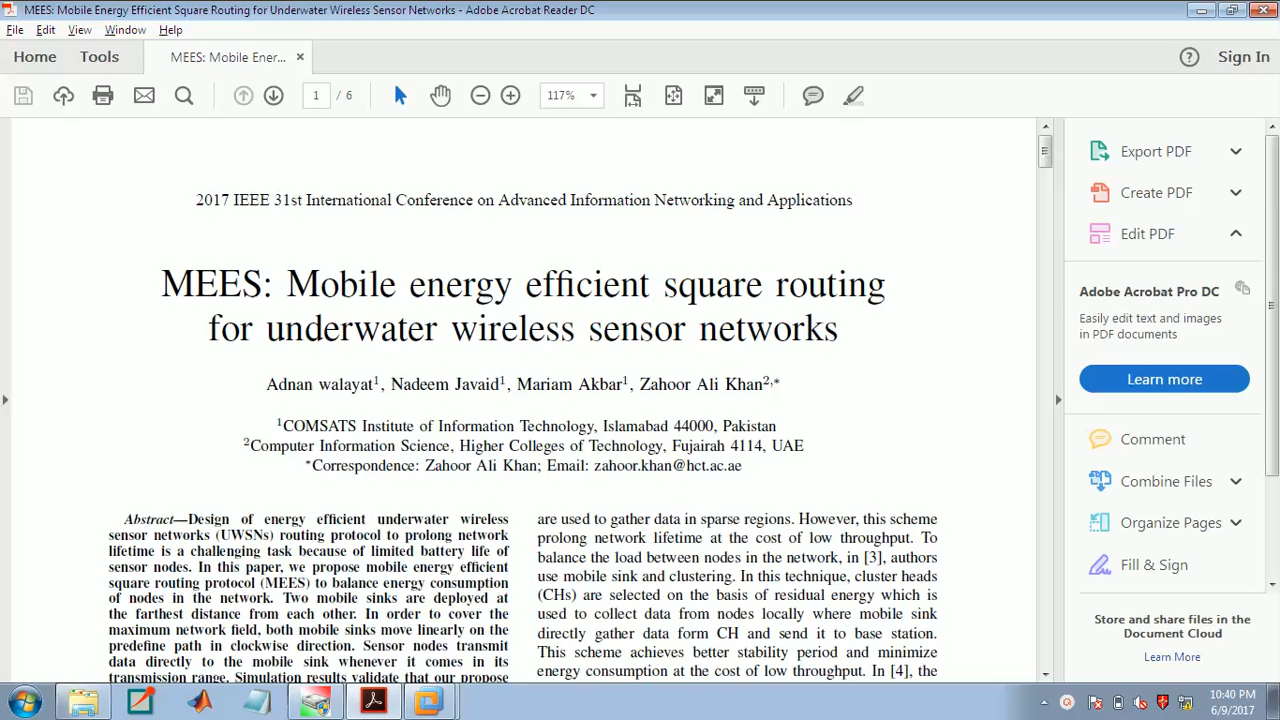 MEES: Mobile Energy Efficient Square Routing for Underwater Wireless Sensor Networks - Adobe Acrobat Reader DC
File Edit View Window Help
Home Tools MEES: Mobile Ener... × Sign In
1 / 6 117%
2017 IEEE 31st International Conference on Advanced Information Networking and Applications
MEES: Mobile energy efficient square routing
for underwater wireless sensor networks
Adnan walayat¹, Nadeem Javaid¹, Mariam Akbar¹, Zahoor Ali Khan²,*
¹COMSATS Institute of Information Technology, Islamabad 44000, Pakistan
²Computer Information Science, Higher Colleges of Technology, Fujairah 4114, UAE
*Correspondence: Zahoor Ali Khan; Email: zahoor.khan@hct.ac.ae
Abstract—Design of energy efficient underwater wireless
sensor networks (UWSNs) routing protocol to prolong network
lifetime is a challenging task because of limited battery life of
sensor nodes. In this paper, we propose mobile energy efficient
square routing protocol (MEES) to balance energy consumption
of nodes in the network. Two mobile sinks are deployed at
the farthest distance from each other. In order to cover the
maximum network field, both mobile sinks move linearly on the
predefine path in clockwise direction. Sensor nodes transmit
data directly to the mobile sink whenever it comes in its
transmission range. Simulation results validate that our propose
are used to gather data in sparse regions. However, this scheme
prolong network lifetime at the cost of low throughput. To
balance the load between nodes in the network, in [3], authors
use mobile sink and clustering. In this technique, cluster heads
(CHs) are selected on the basis of residual energy which is
used to collect data from nodes locally where mobile sink
directly gather data form CH and send it to base station.
This scheme achieves better stability period and minimize
energy consumption at the cost of low throughput. In [4], the
Export PDF
Create PDF
Edit PDF
Adobe Acrobat Pro DC
Easily edit text and images
in PDF documents
Learn more
Comment
Combine Files
Organize Pages
Fill & Sign
Store and share files in the
Document Cloud
Learn More
10:40 PM
6/9/2017